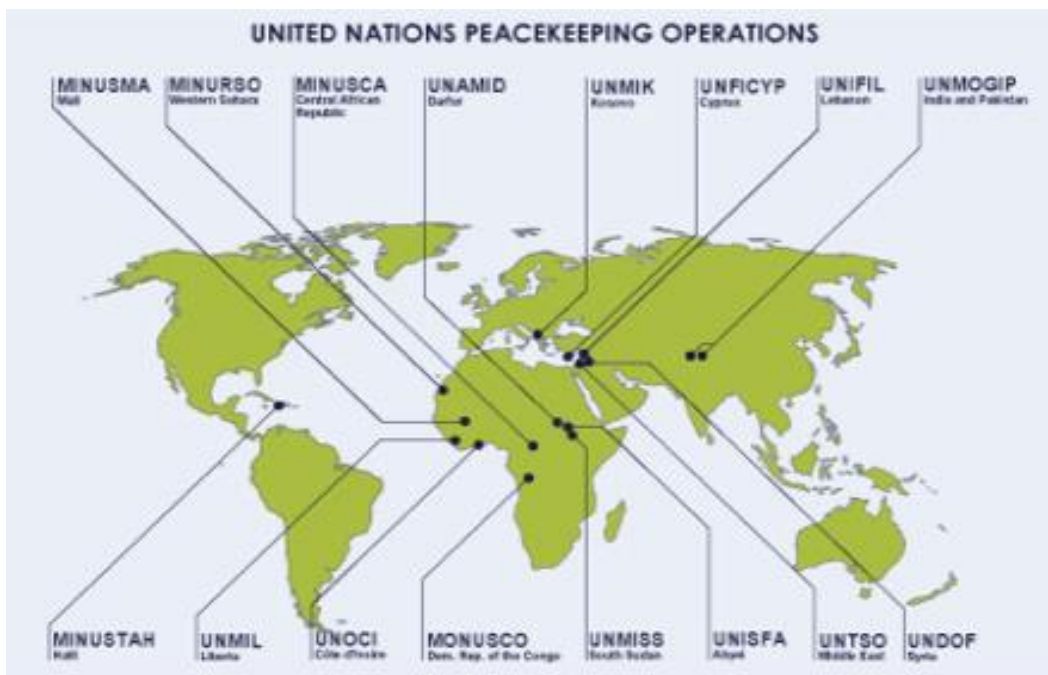 UNITED NATIONS PEACEKEEPING OPERATIONS
MINUSMA
Mali
MINURSO
Western Sahara
MINUSCA
Central African
Republic
UNAMID
Darfur
UNMIK
Kosovo
UNFICYP
Cyprus
UNIFIL
Lebanon
UNMOGIP
India and Pakistan
MINUSTAH
Haiti
UNMIL
Liberia
UNOCI
Côte d'Ivoire
MONUSCO
Dem. Rep. of the Congo
UNMISS
South Sudan
UNISFA
Abyei
UNTSO
Middle East
UNDOF
Syria